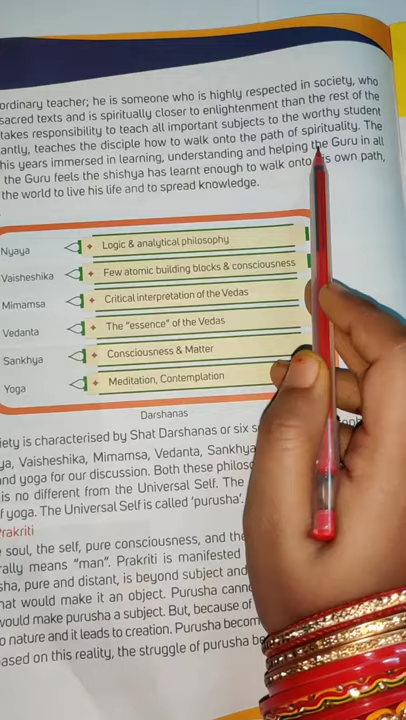 ordinary teacher; he is someone who is highly respected in society, who
sacred texts and is spiritually closer to enlightenment than the rest of the
takes responsibility to teach all important subjects to the worthy student
antly, teaches the disciple how to walk onto the path of spirituality. The
his years immersed in learning, understanding and helping the Guru in all
the Guru feels the shishya has learnt enough to walk onto his own path,
the world to live his life and to spread knowledge.
Nyaya Logic & analytical philosophy
Vaisheshika Few atomic building blocks & consciousness
Mimamsa Critical interpretation of the Vedas
Vedanta The "essence" of the Vedas
Sankhya Consciousness & Matter
Yoga Meditation, Contemplation
Darshanas
iety is characterised by Shat Darshanas or six
ya, Vaisheshika, Mimamsa, Vedanta, Sankhya
nd yoga for our discussion. Both these
is no different from the Universal Self. The
f yoga. The Universal Self is called 'purusha'.
Prakriti
soul, the self, pure consciousness, and the
rally means "man". Prakriti is manifested
sha, pure and distant, is beyond subject and
hat would make it an object. Purusha
would make purusha a subject. But, because of
o nature and it leads to creation. Purusha
ased on this reality, the struggle of purusha